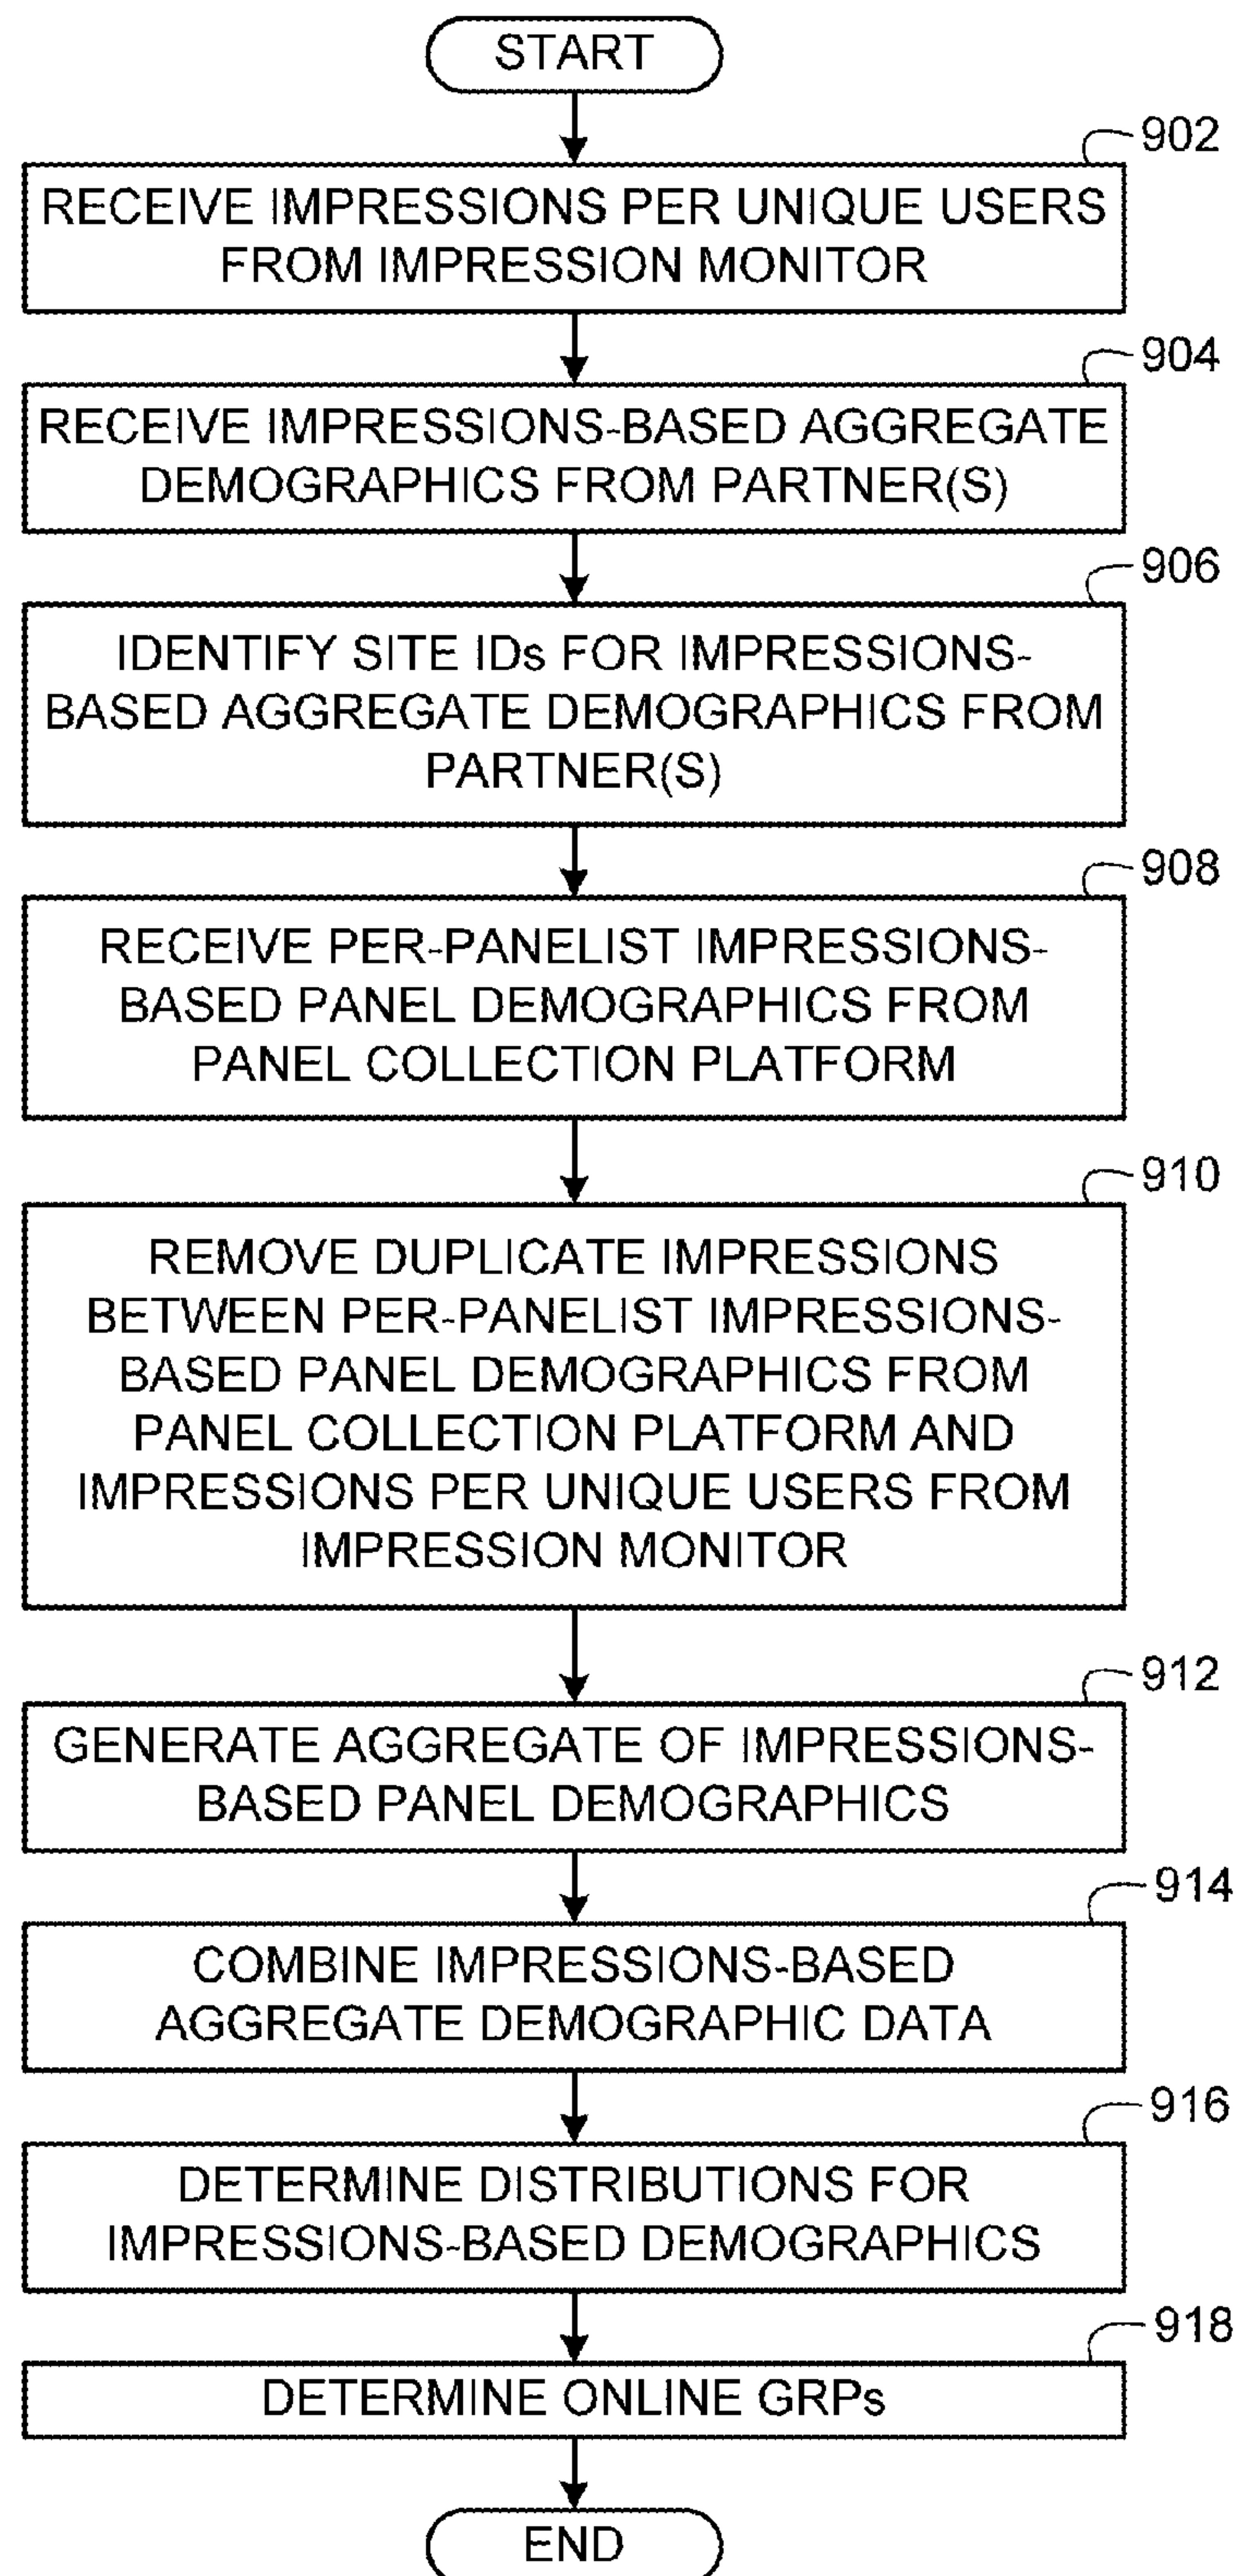 START
902
RECEIVE IMPRESSIONS PER UNIQUE USERS
FROM IMPRESSION MONITOR
904
RECEIVE IMPRESSIONS-BASED AGGREGATE
DEMOGRAPHICS FROM PARTNER(S)
906
IDENTIFY SITE IDs FOR IMPRESSIONS-
BASED AGGREGATE DEMOGRAPHICS FROM
PARTNER(S)
908
RECEIVE PER-PANELIST IMPRESSIONS-
BASED PANEL DEMOGRAPHICS FROM
PANEL COLLECTION PLATFORM
910
REMOVE DUPLICATE IMPRESSIONS
BETWEEN PER-PANELIST IMPRESSIONS-
BASED PANEL DEMOGRAPHICS FROM
PANEL COLLECTION PLATFORM AND
IMPRESSIONS PER UNIQUE USERS FROM
IMPRESSION MONITOR
912
GENERATE AGGREGATE OF IMPRESSIONS-
BASED PANEL DEMOGRAPHICS
914
COMBINE IMPRESSIONS-BASED
AGGREGATE DEMOGRAPHIC DATA
916
DETERMINE DISTRIBUTIONS FOR
IMPRESSIONS-BASED DEMOGRAPHICS
918
DETERMINE ONLINE GRPs
END